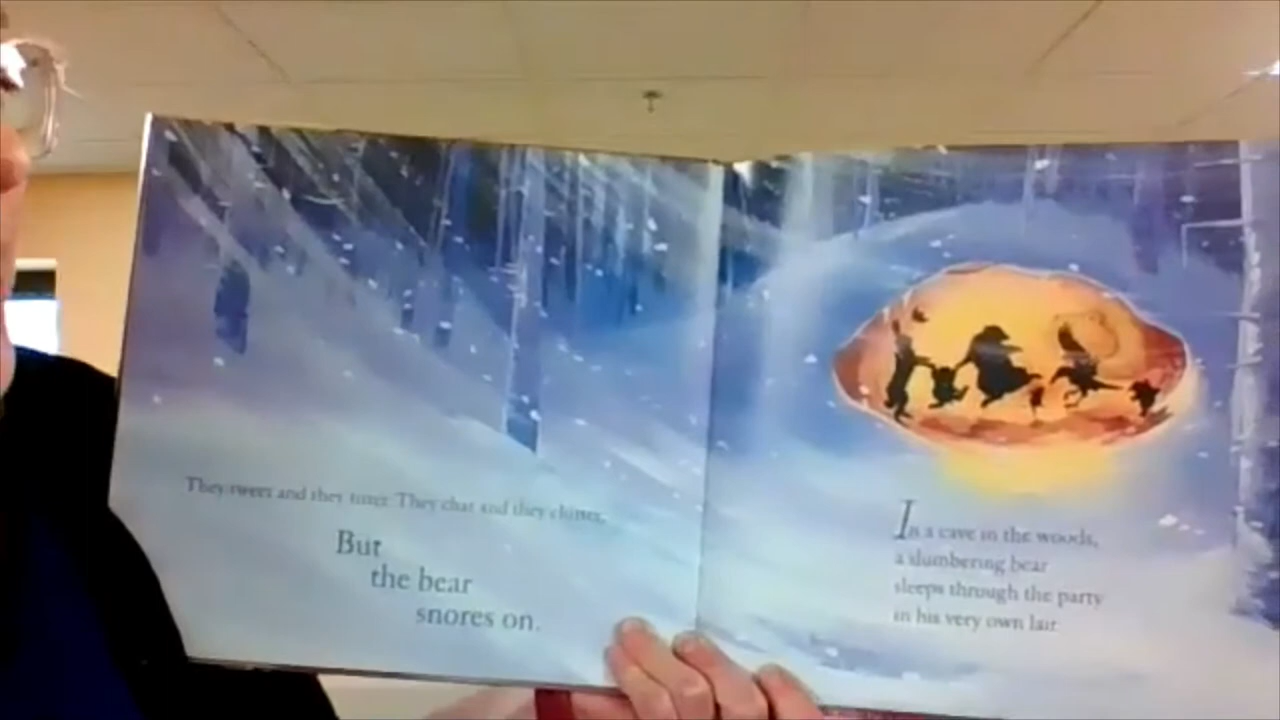 They tweet and they titter. They chat and they chitter.
But
the bear
snores on.
In a cave in the woods,
a slumbering bear
sleeps through the party
in his very own lair.